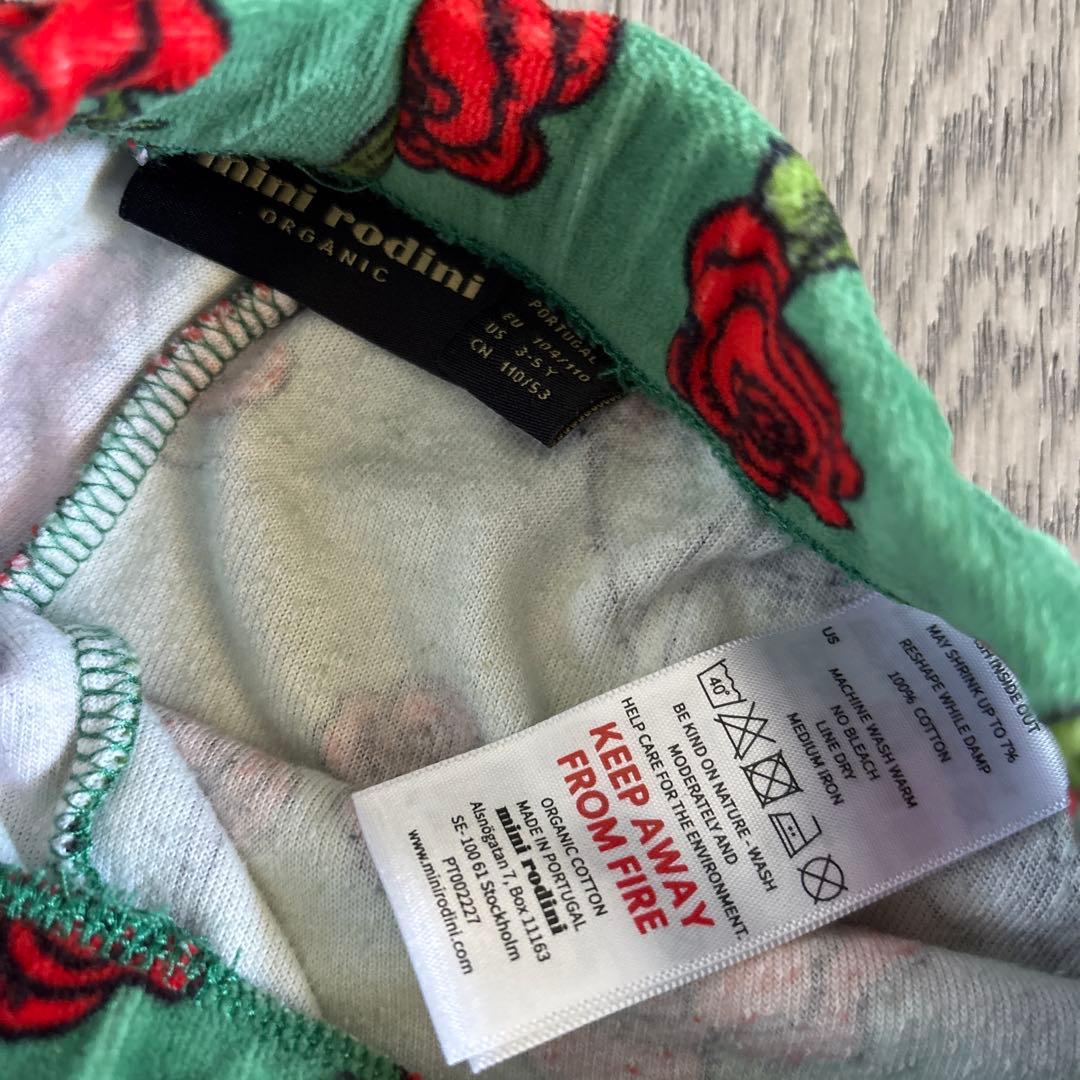 mini rodini
ORGANIC
PORTUGAL
EU 104/110
US 3-5 Y
CN 110/53
INSIDE OUT
MAY SHRINK UP TO 7%
RESHAPE WHILE DAMP
100% COTTON
US
MACHINE WASH WARM
NO BLEACH
LINE DRY
MEDIUM IRON
40°
BE KIND ON NATURE - WASH
MODERATELY AND
HELP CARE FOR THE ENVIRONMENT.
KEEP AWAY
FROM FIRE
ORGANIC COTTON
MADE IN PORTUGAL
mini rodini
Alsnögatan 7, Box 11163
SE-100 61 Stockholm
PT002227
www.minirodini.com